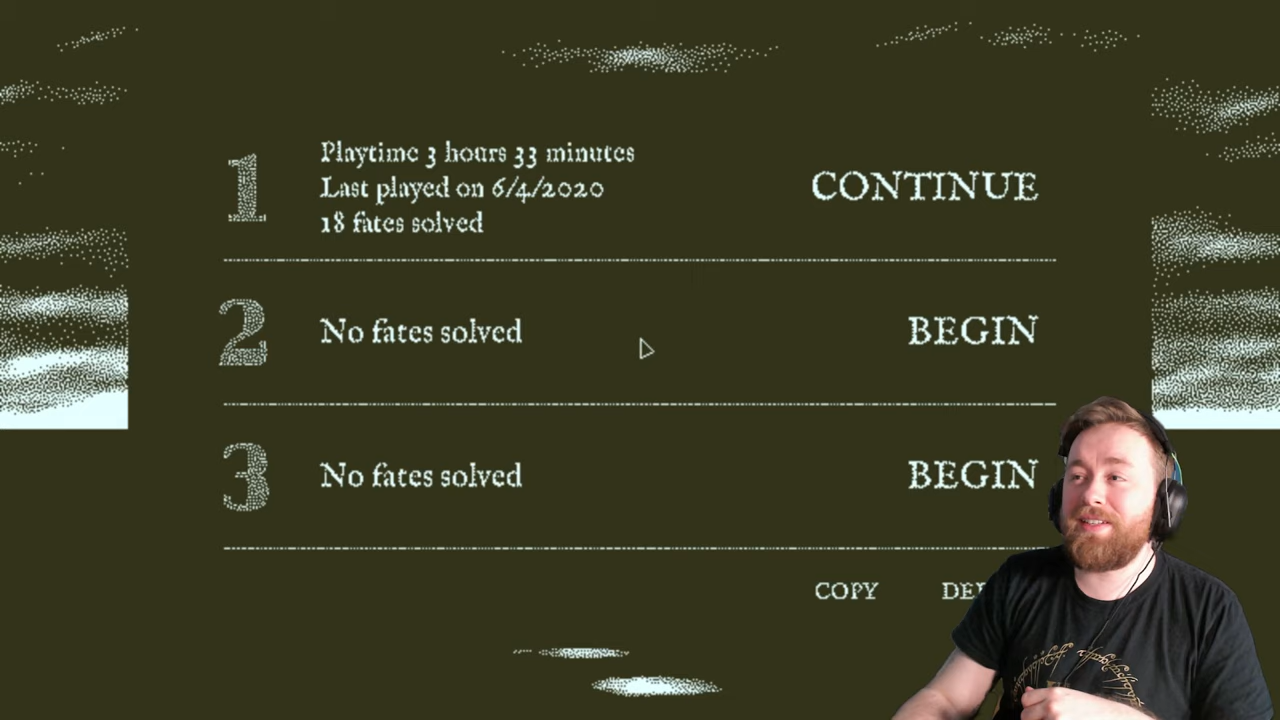 1
Playtime 3 hours 33 minutes
Last played on 6/4/2020
18 fates solved
CONTINUE
2
No fates solved
BEGIN
3
No fates solved
BEGIN
COPY